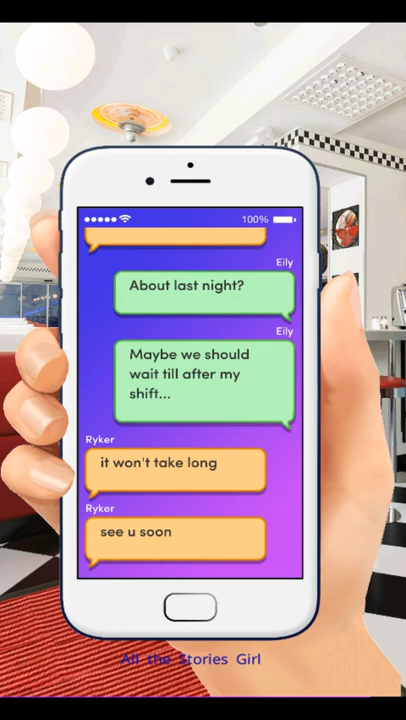 100%
Eily
About last night?
Eily
Maybe we should
wait till after my
shift...
Ryker
it won't take long
Ryker
see u soon
All the Stories Girl